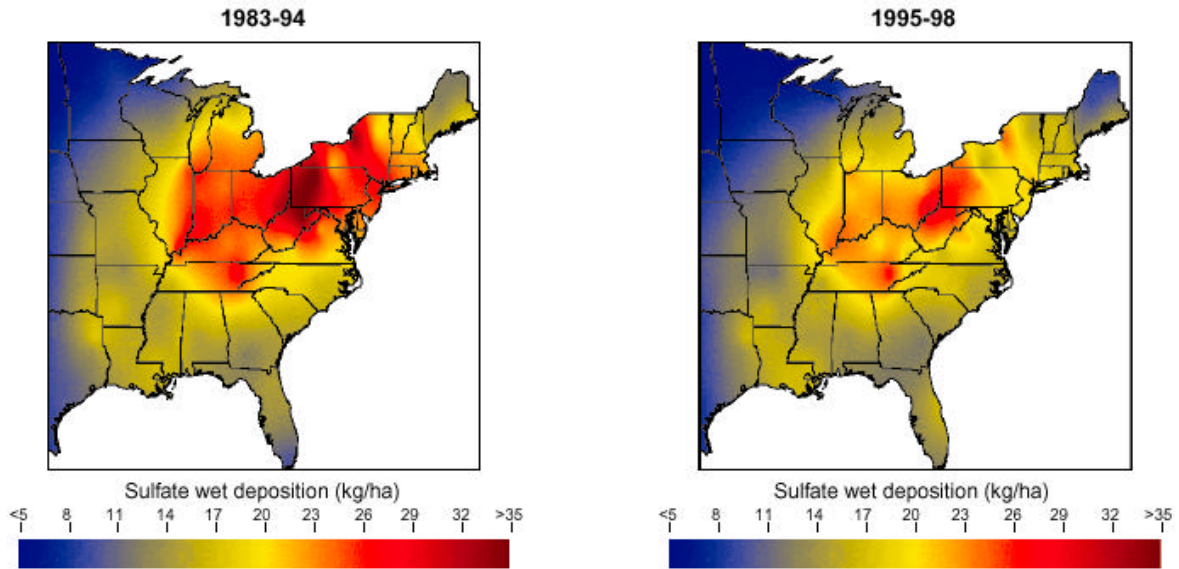 1983-94
1995-98
Sulfate wet deposition (kg/ha)
<5 8 11 14 17 20 23 26 29 32 >35
Sulfate wet deposition (kg/ha)
<5 8 11 14 17 20 23 26 29 32 >35